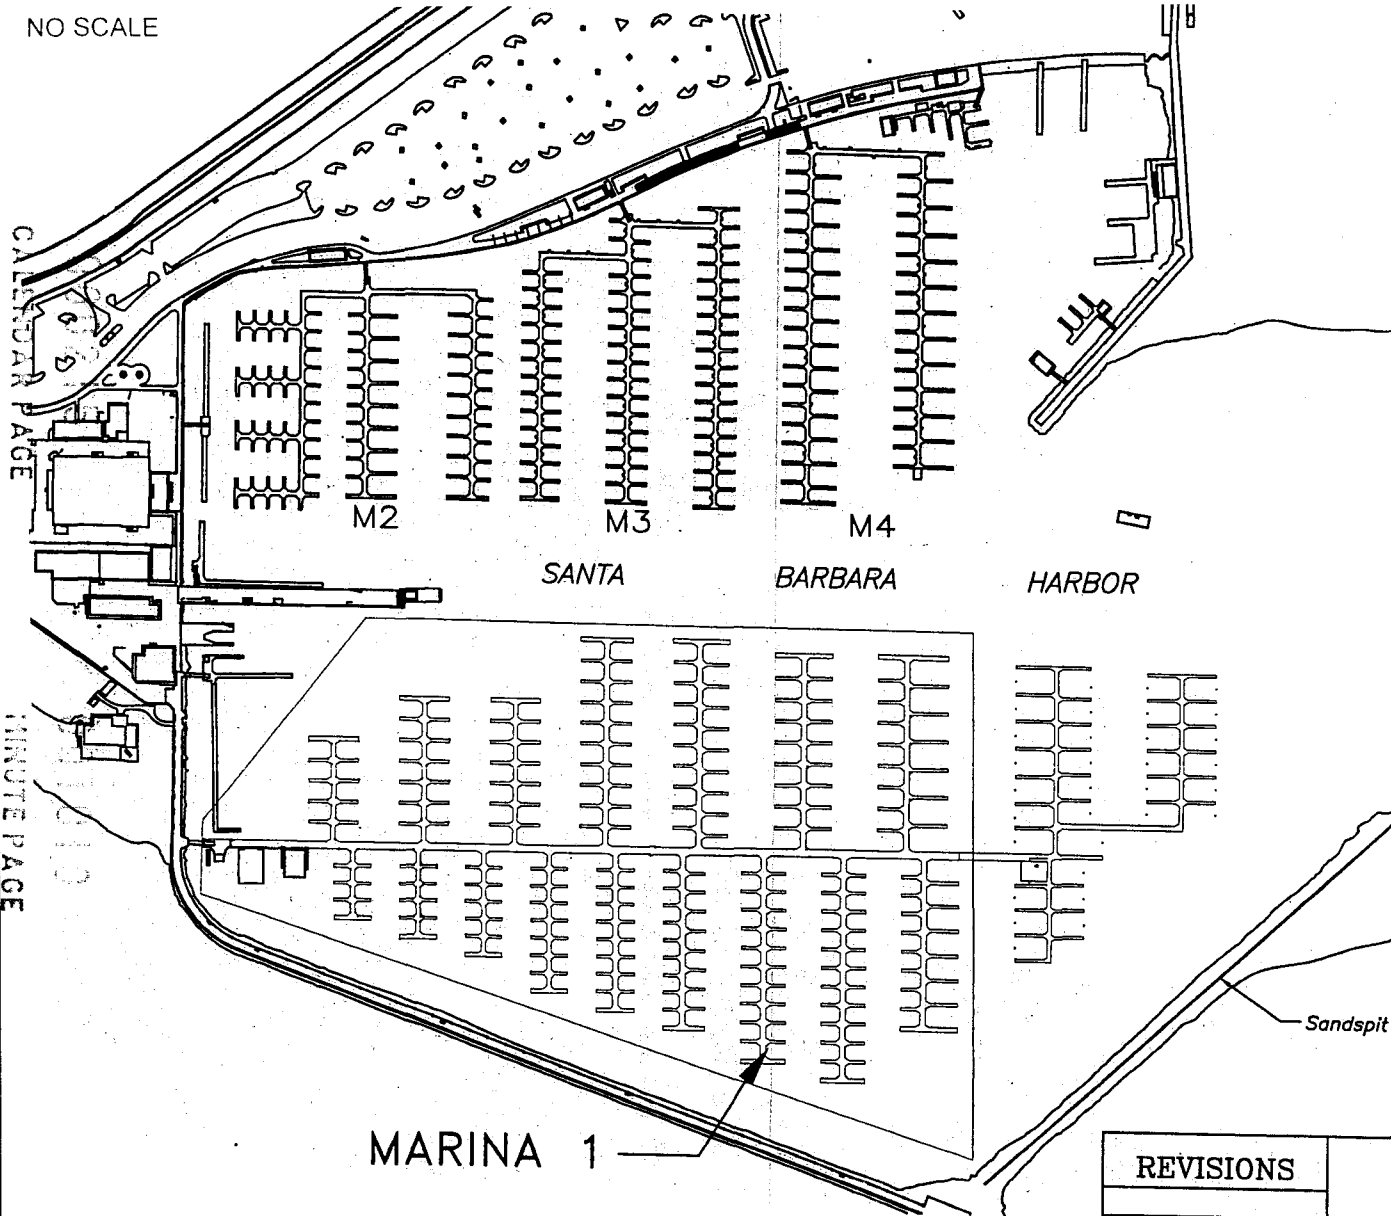 NO SCALE
CALENDAR PAGE
M2
M3
M4
SANTA BARBARA HARBOR
MINUTE PAGE
Sandspit
MARINA 1
REVISIONS